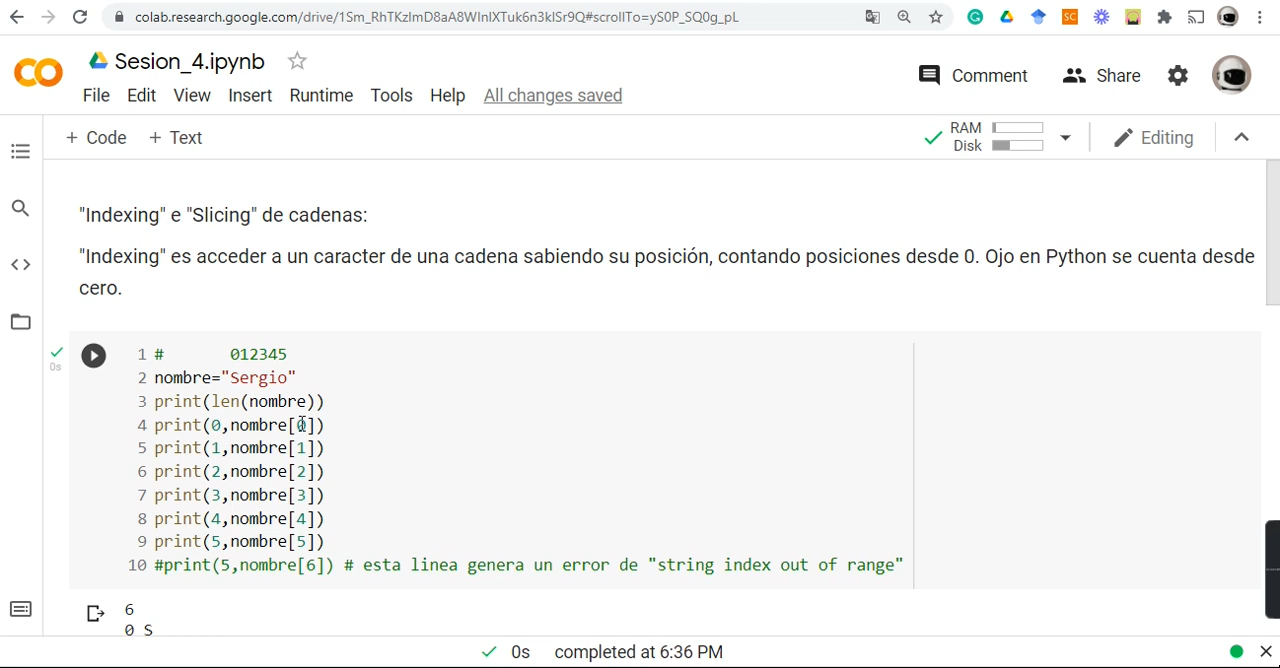 colab.research.google.com/drive/1Sm_RhTKzlmD8aA8WlnlXTuk6n3kISr9Q#scrollTo=yS0P_SQ0g_pL
SC
CO
Sesion_4.ipynb
Comment
Share
File Edit View Insert Runtime Tools Help All changes saved
+ Code + Text
RAM
Disk
Editing
"Indexing" e "Slicing" de cadenas:
"Indexing" es acceder a un caracter de una cadena sabiendo su posición, contando posiciones desde 0. Ojo en Python se cuenta desde
cero.
0s
1 # 012345
2 nombre="Sergio"
3 print(len(nombre))
4 print(0,nombre[0])
5 print(1,nombre[1])
6 print(2,nombre[2])
7 print(3,nombre[3])
8 print(4,nombre[4])
9 print(5,nombre[5])
10 #print(5,nombre[6]) # esta linea genera un error de "string index out of range"
6
0 S
0s completed at 6:36 PM